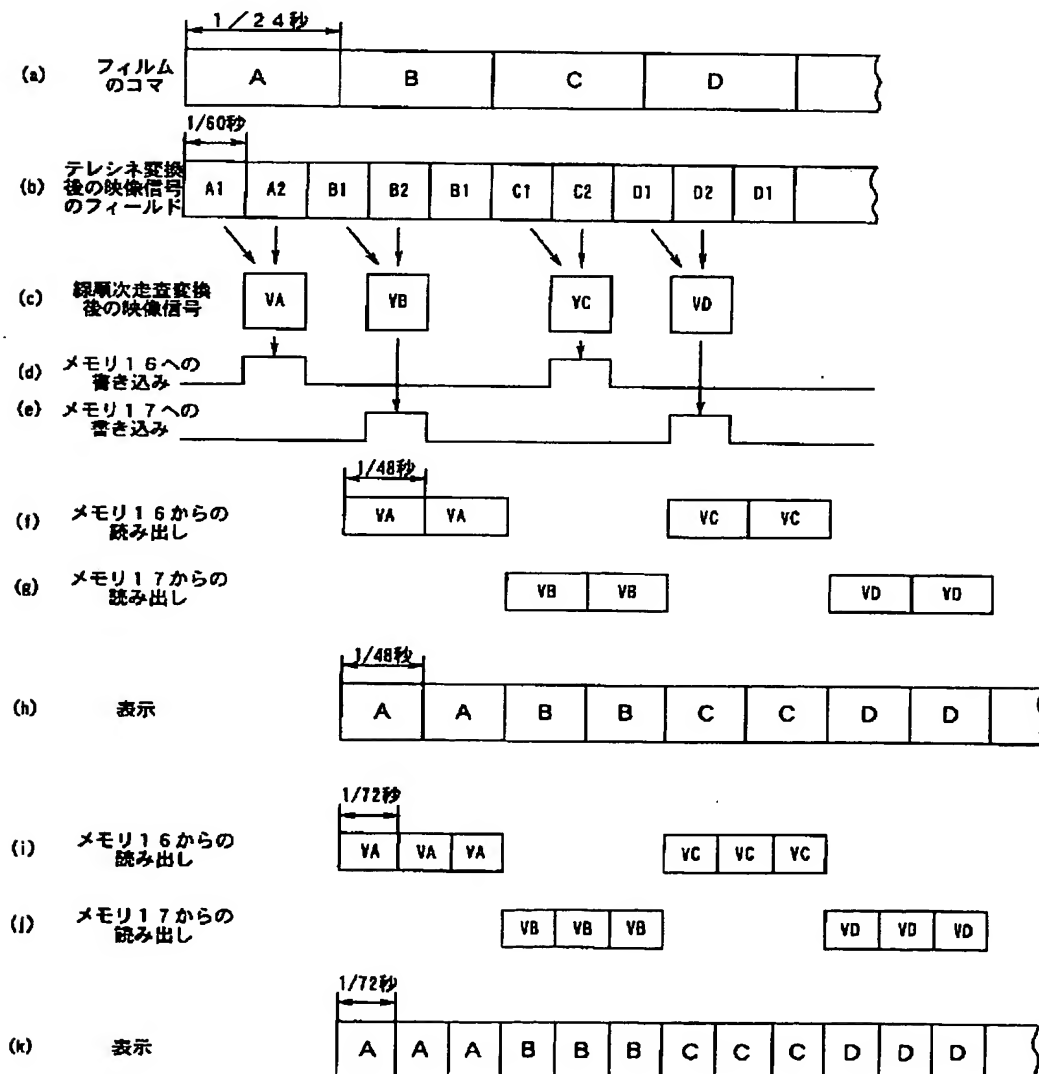 1／24秒
(a) フィルム
のコマ
A B C D
1/60秒
(b) テレシネ変換
後の映像信号
のフィールド
A1 A2 B1 B2 B1 C1 C2 D1 D2 D1
(c) 線順次走査変換
後の映像信号
VA VB VC VD
(d) メモリ16への
書き込み
(e) メモリ17への
書き込み
1/48秒
(f) メモリ16からの
読み出し
VA VA VC VC
(g) メモリ17からの
読み出し
VB VB VD VD
1/48秒
(h) 表示
A A B B C C D D
1/72秒
(i) メモリ16からの
読み出し
VA VA VA VC VC VC
(j) メモリ17からの
読み出し
VB VB VB VD VD VD
1/72秒
(k) 表示
A A A B B B C C C D D D